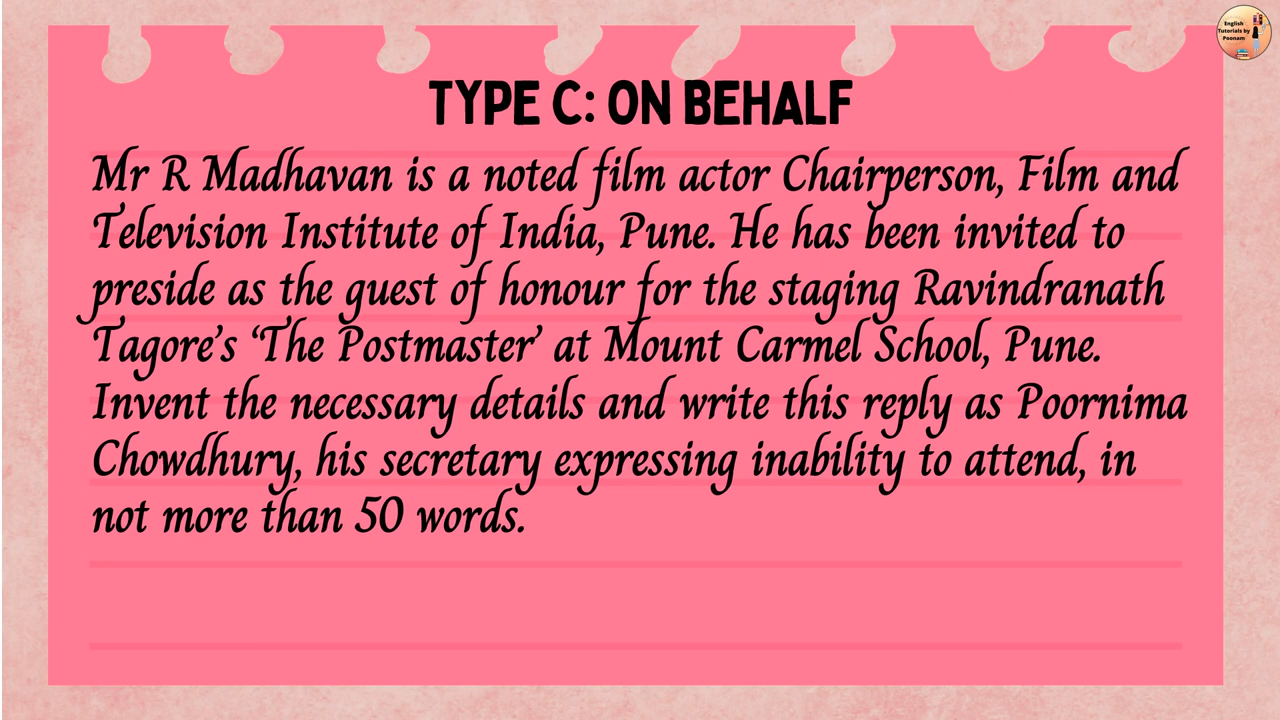 English
Tutorials by
Poonam
TYPE C: ON BEHALF
Mr R Madhavan is a noted film actor Chairperson, Film and
Television Institute of India, Pune. He has been invited to
preside as the guest of honour for the staging Ravindranath
Tagore's ‘The Postmaster’ at Mount Carmel School, Pune.
Invent the necessary details and write this reply as Poornima
Chowdhury, his secretary expressing inability to attend, in
not more than 50 words.